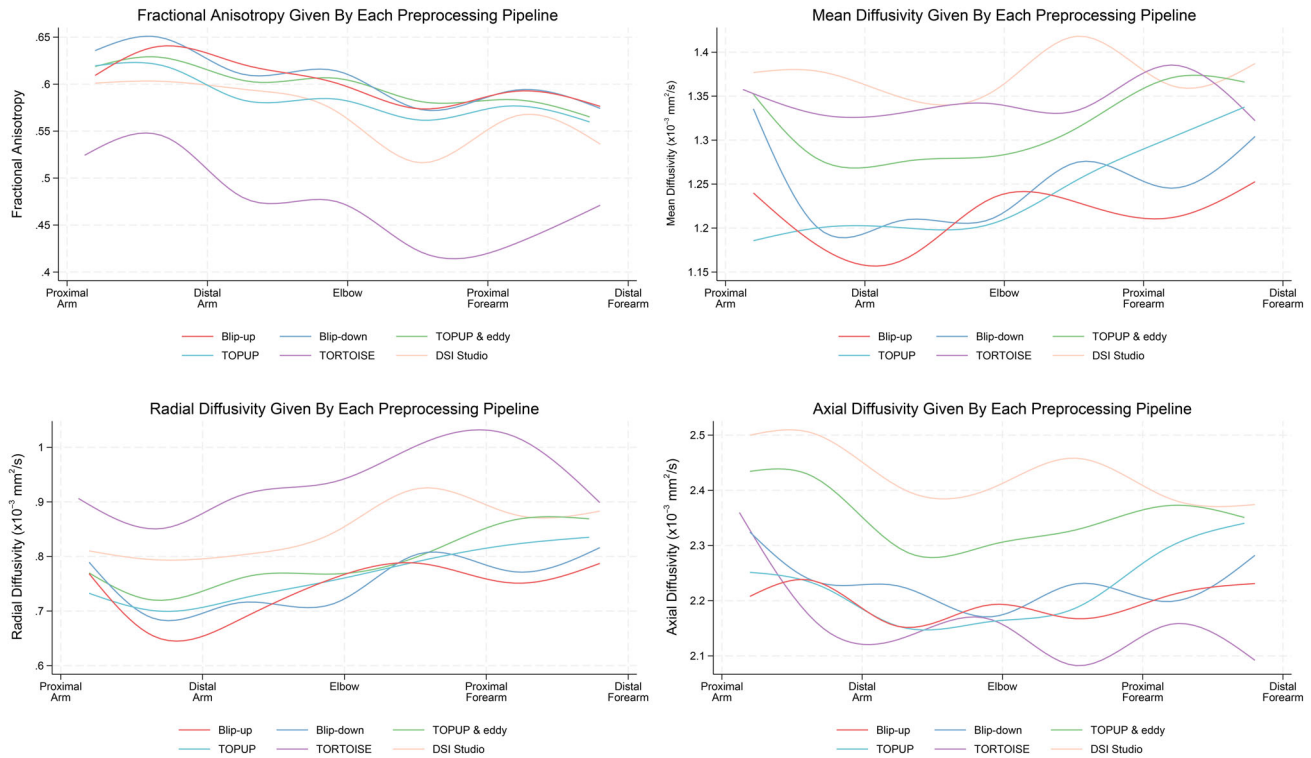 Fractional Anisotropy Given By Each Preprocessing Pipeline
Fractional Anisotropy
.65
.6
.55
.5
.45
.4
Proximal Arm
Distal Arm
Elbow
Proximal Forearm
Distal Forearm
Blip-up
Blip-down
TOPUP & eddy
TOPUP
TORTOISE
DSI Studio
Mean Diffusivity Given By Each Preprocessing Pipeline
Mean Diffusivity (x10⁻³ mm²/s)
1.4
1.35
1.3
1.25
1.2
1.15
Proximal Arm
Distal Arm
Elbow
Proximal Forearm
Distal Forearm
Blip-up
Blip-down
TOPUP & eddy
TOPUP
TORTOISE
DSI Studio
Radial Diffusivity Given By Each Preprocessing Pipeline
Radial Diffusivity (x10⁻³ mm²/s)
1
.9
.8
.7
.6
Proximal Arm
Distal Arm
Elbow
Proximal Forearm
Distal Forearm
Blip-up
Blip-down
TOPUP & eddy
TOPUP
TORTOISE
DSI Studio
Axial Diffusivity Given By Each Preprocessing Pipeline
Axial Diffusivity (x10⁻³ mm²/s)
2.5
2.4
2.3
2.2
2.1
Proximal Arm
Distal Arm
Elbow
Proximal Forearm
Distal Forearm
Blip-up
Blip-down
TOPUP & eddy
TOPUP
TORTOISE
DSI Studio